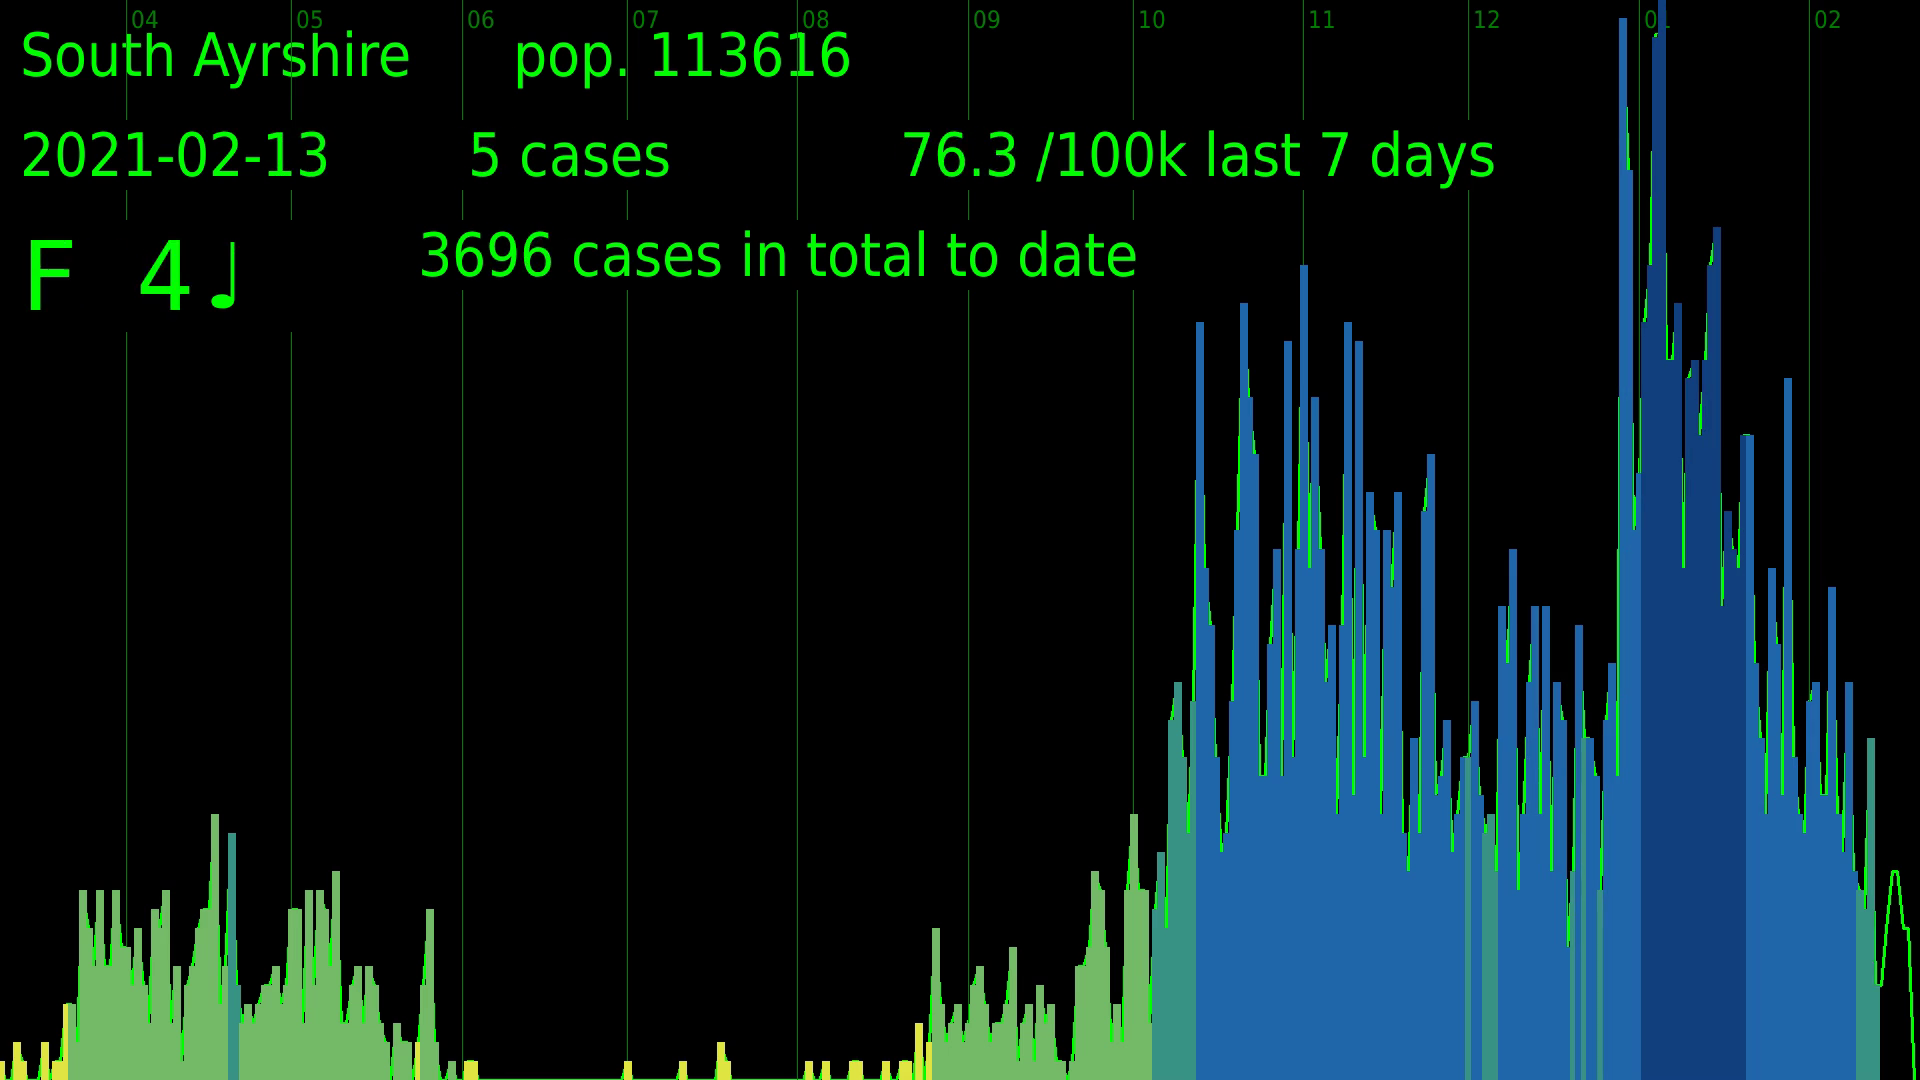 04 05 06 07 08 09 10 11 12 01 02
South Ayrshire pop. 113616
2021-02-13 5 cases 76.3 /100k last 7 days
F 4♩ 3696 cases in total to date